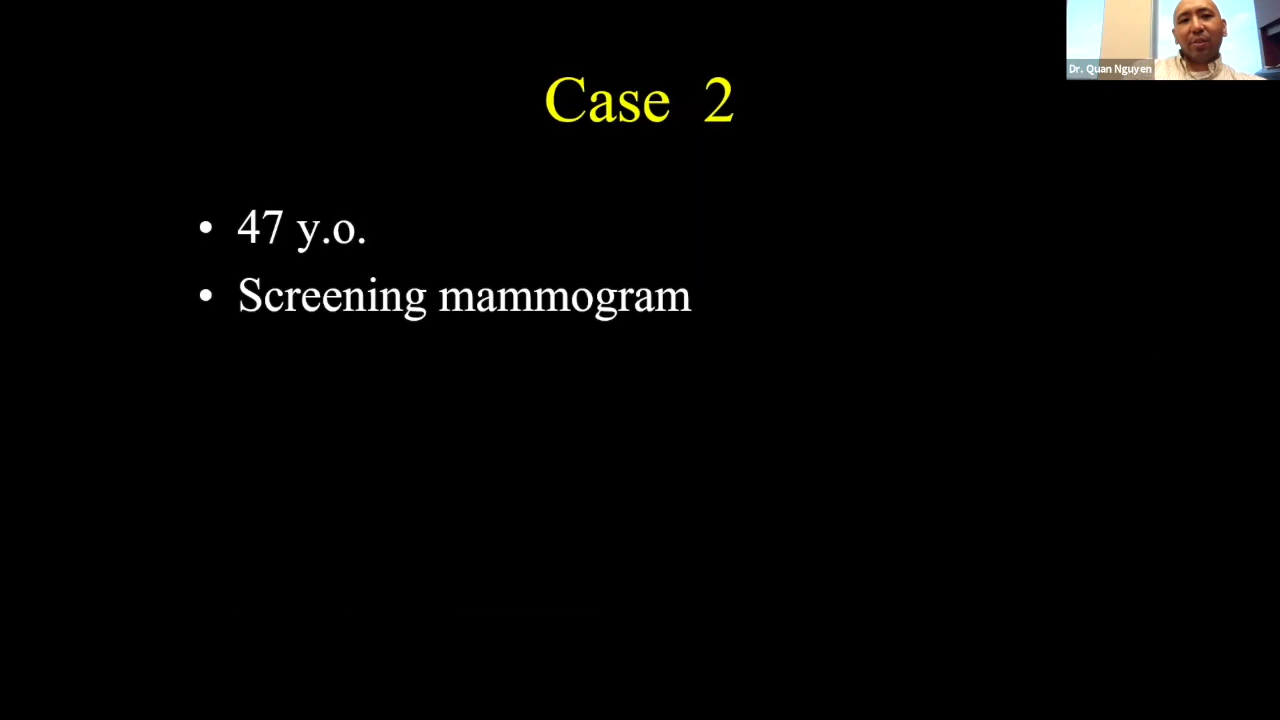 Dr. Quan Nguyen
Case 2
• 47 y.o.
• Screening mammogram